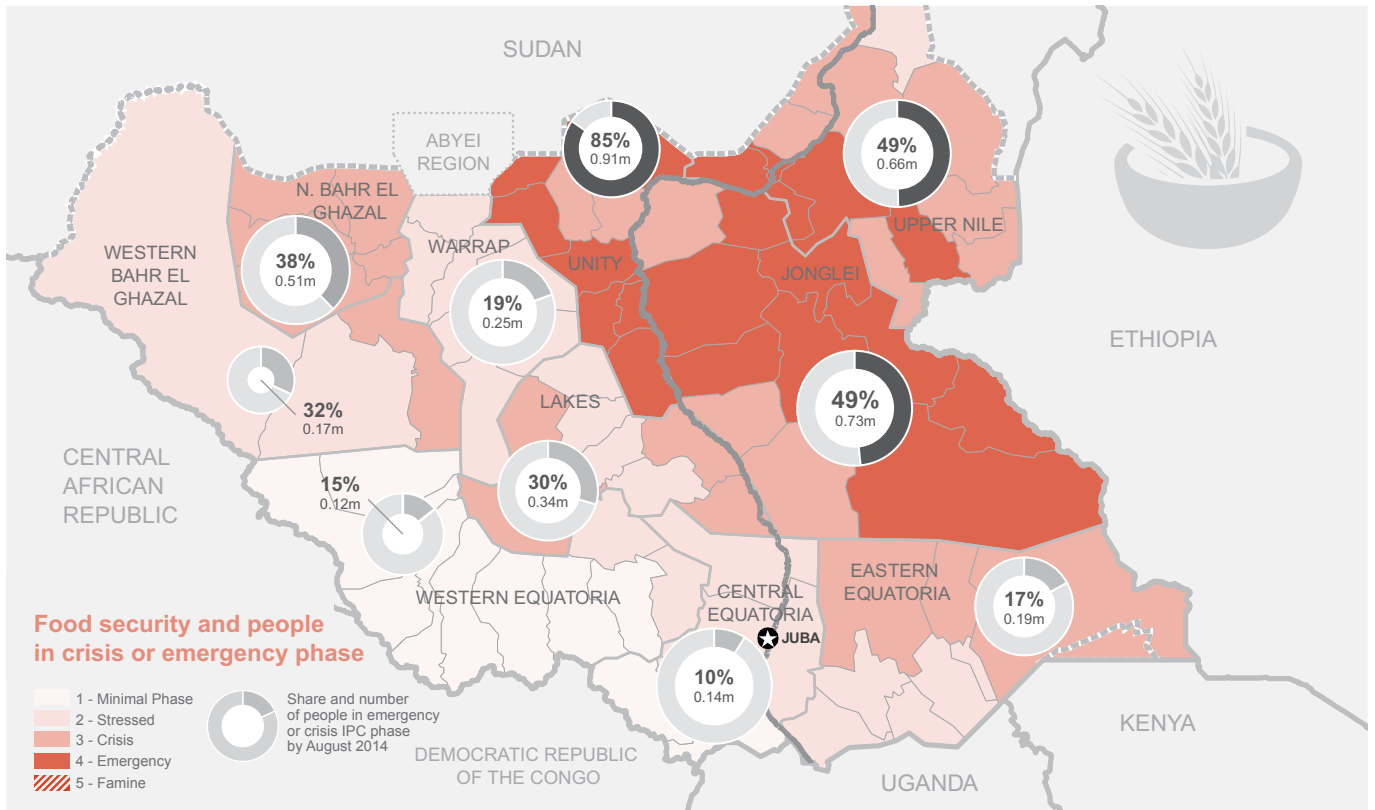 SUDAN
ABYEI
REGION
85%
0.91m
49%
0.66m
N. BAHR EL
GHAZAL
WARRAP
UPPER NILE
WESTERN
BAHR EL
GHAZAL
38%
0.51m
UNITY
JONGLEI
19%
0.25m
ETHIOPIA
32%
0.17m
LAKES
49%
0.73m
CENTRAL
AFRICAN
REPUBLIC
15%
0.12m
30%
0.34m
WESTERN EQUATORIA
CENTRAL
EQUATORIA
EASTERN
EQUATORIA
17%
0.19m
JUBA
10%
0.14m
Food security and people
in crisis or emergency phase
1 - Minimal Phase
2 - Stressed
3 - Crisis
4 - Emergency
5 - Famine
Share and number
of people in emergency
or crisis IPC phase
by August 2014
DEMOCRATIC REPUBLIC
OF THE CONGO
UGANDA
KENYA